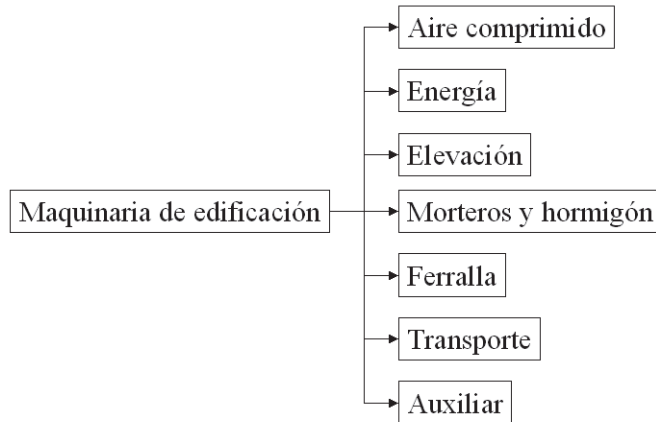 Aire comprimido
Energía
Elevación
Maquinaria de edificación
Morteros y hormigón
Ferralla
Transporte
Auxiliar